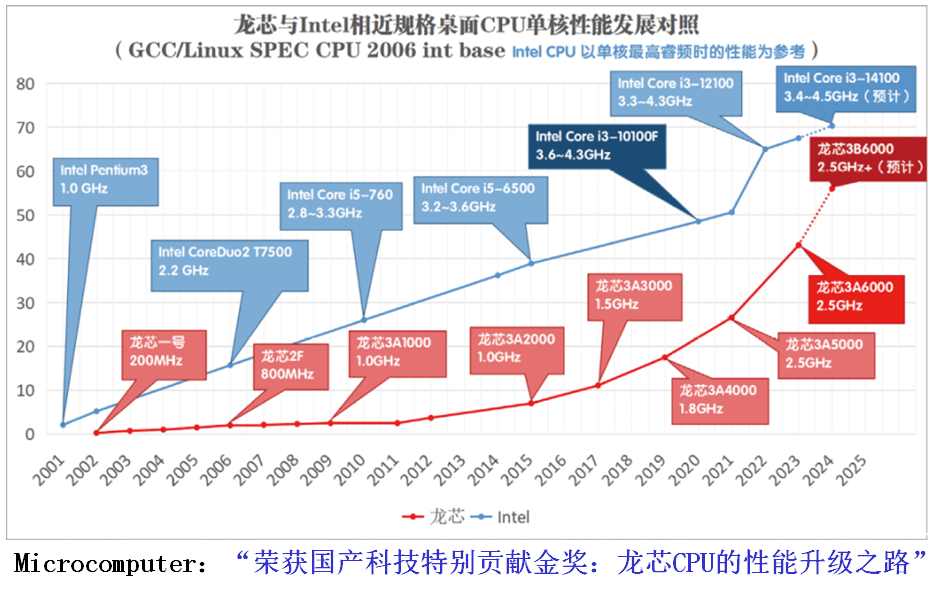 龙芯与Intel相近规格桌面CPU单核性能发展对照
( GCC/Linux SPEC CPU 2006 int base Intel CPU 以单核最高睿频时的性能为参考 )
80
70
60
50
40
30
20
10
0
Intel Pentium3
1.0 GHz
Intel CoreDuo2 T7500
2.2 GHz
Intel Core i5-760
2.8~3.3GHz
Intel Core i5-6500
3.2~3.6GHz
Intel Core i3-10100F
3.6~4.3GHz
Intel Core i3-12100
3.3~4.3GHz
Intel Core i3-14100
3.4~4.5GHz（预计）
龙芯3B6000
2.5GHz+（预计）
龙芯一号
200MHz
龙芯2F
800MHz
龙芯3A1000
1.0GHz
龙芯3A2000
1.0GHz
龙芯3A3000
1.5GHz
龙芯3A4000
1.8GHz
龙芯3A5000
2.5GHz
龙芯3A6000
2.5GHz
2001
2002
2003
2004
2005
2006
2007
2008
2009
2010
2011
2012
2013
2014
2015
2016
2017
2018
2019
2020
2021
2022
2023
2024
2025
龙芯 Intel
Microcomputer: “荣获国产科技特别贡献金奖: 龙芯CPU的性能升级之路”